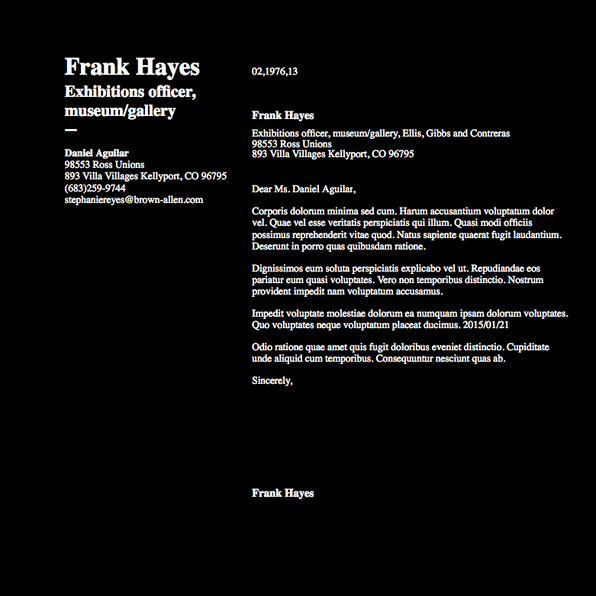 Frank Hayes
Exhibitions officer,
museum/gallery
—
Daniel Aguilar
98553 Ross Unions
893 Villa Villages Kellyport, CO 96795
(683)259-9744
stephaniereyes@brown-allen.com
02,1976,13
Frank Hayes
Exhibitions officer, museum/gallery, Ellis, Gibbs and Contreras
98553 Ross Unions
893 Villa Villages Kellyport, CO 96795
Dear Ms. Daniel Aguilar,
Corporis dolorum minima sed cum. Harum accusantium voluptatum dolor
vel. Quae vel esse veritatis perspiciatis qui illum. Quasi modi officiis
possimus reprehenderit vitae quod. Natus sapiente quaerat fugit laudantium.
Deserunt in porro quas quibusdam ratione.
Dignissimos eum soluta perspiciatis explicabo vel ut. Repudiandae eos
pariatur eum quasi voluptates. Vero non temporibus distinctio. Nostrum
provident impedit nam voluptatum accusamus.
Impedit voluptate molestiae dolorum ea numquam ipsam dolorum voluptates.
Quo voluptates neque voluptatum placeat ducimus. 2015/01/21
Odio ratione quae amet quis fugit doloribus eveniet distinctio. Cupiditate
unde aliquid cum temporibus. Consequuntur nesciunt quas ab.
Sincerely,
Frank Hayes